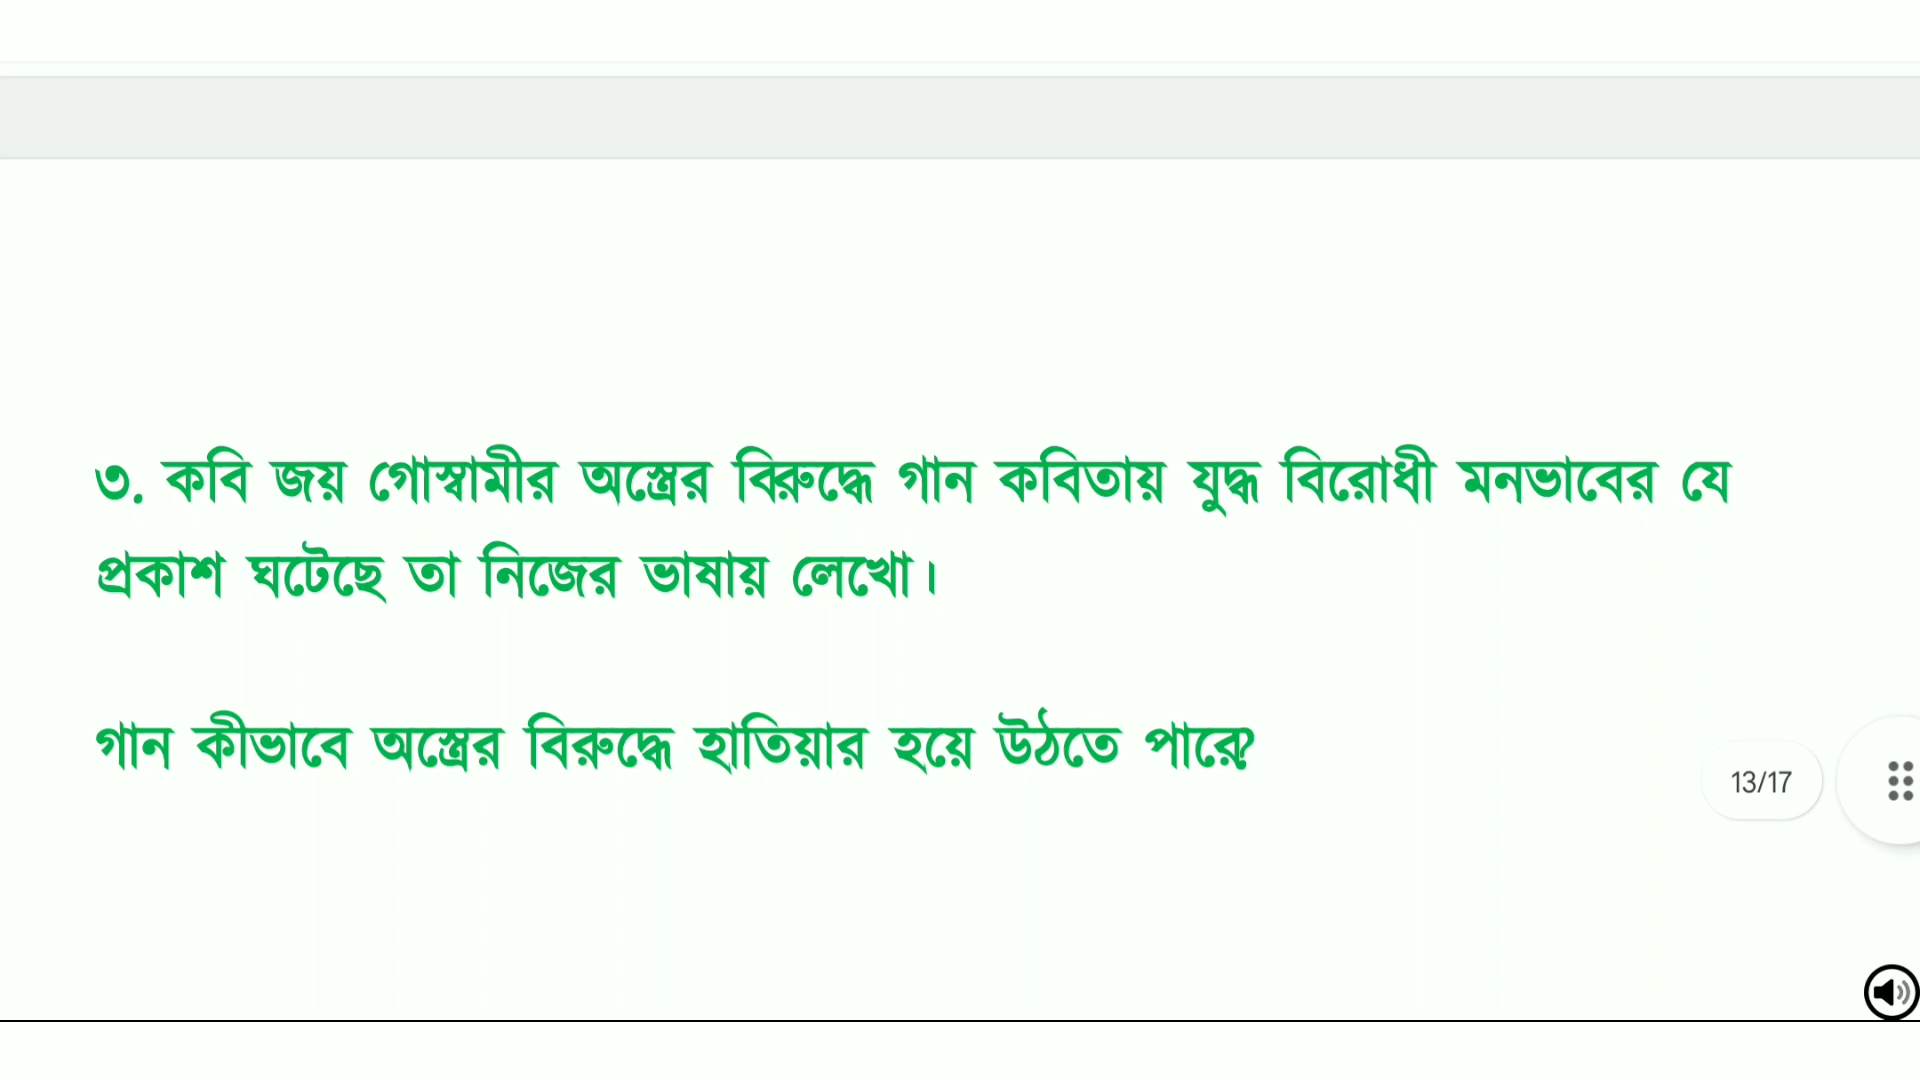 ৩. কবি জয় গোস্বামীর অস্ত্রের বিরুদ্ধে গান কবিতায় যুদ্ধ বিরোধী মনভাবের যে
প্রকাশ ঘটেছে তা নিজের ভাষায় লেখো।
গান কীভাবে অস্ত্রের বিরুদ্ধে হাতিয়ার হয়ে উঠতে পারে?
13/17